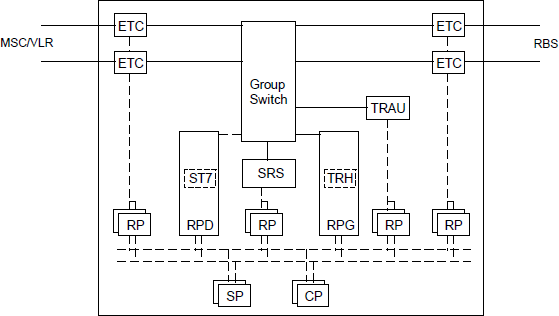 ETC
ETC
MSC/VLR
RBS
ETC
ETC
Group
Switch
TRAU
ST7
SRS
TRH
RP
RPD
RP
RPG
RP
RP
SP
CP